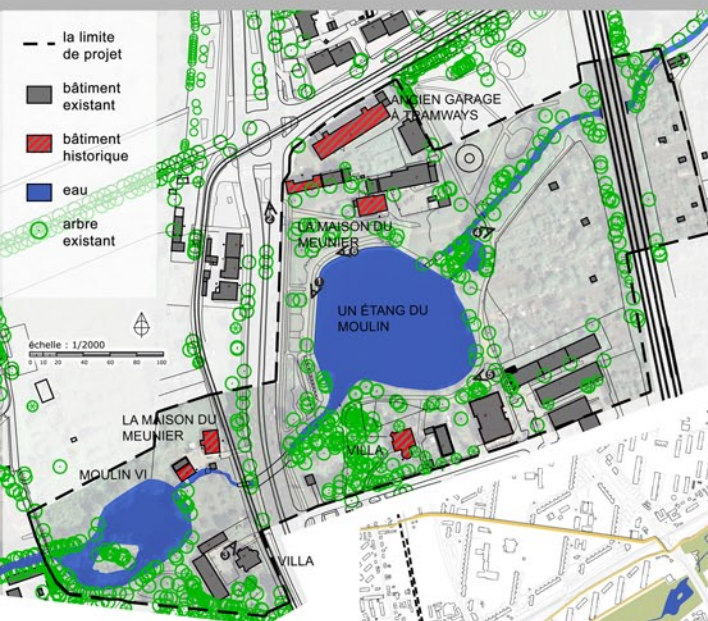 la limite
de projet
bâtiment
existant
bâtiment
historique
eau
arbre
existant
échelle : 1/2000
0 10 20 40 60 80 100
ANCIEN GARAGE
À TRAMWAYS
LA MAISON DU
MEUNIER
UN ÉTANG DU
MOULIN
LA MAISON DU
MEUNIER
MOULIN VI
VILLA
VILLA